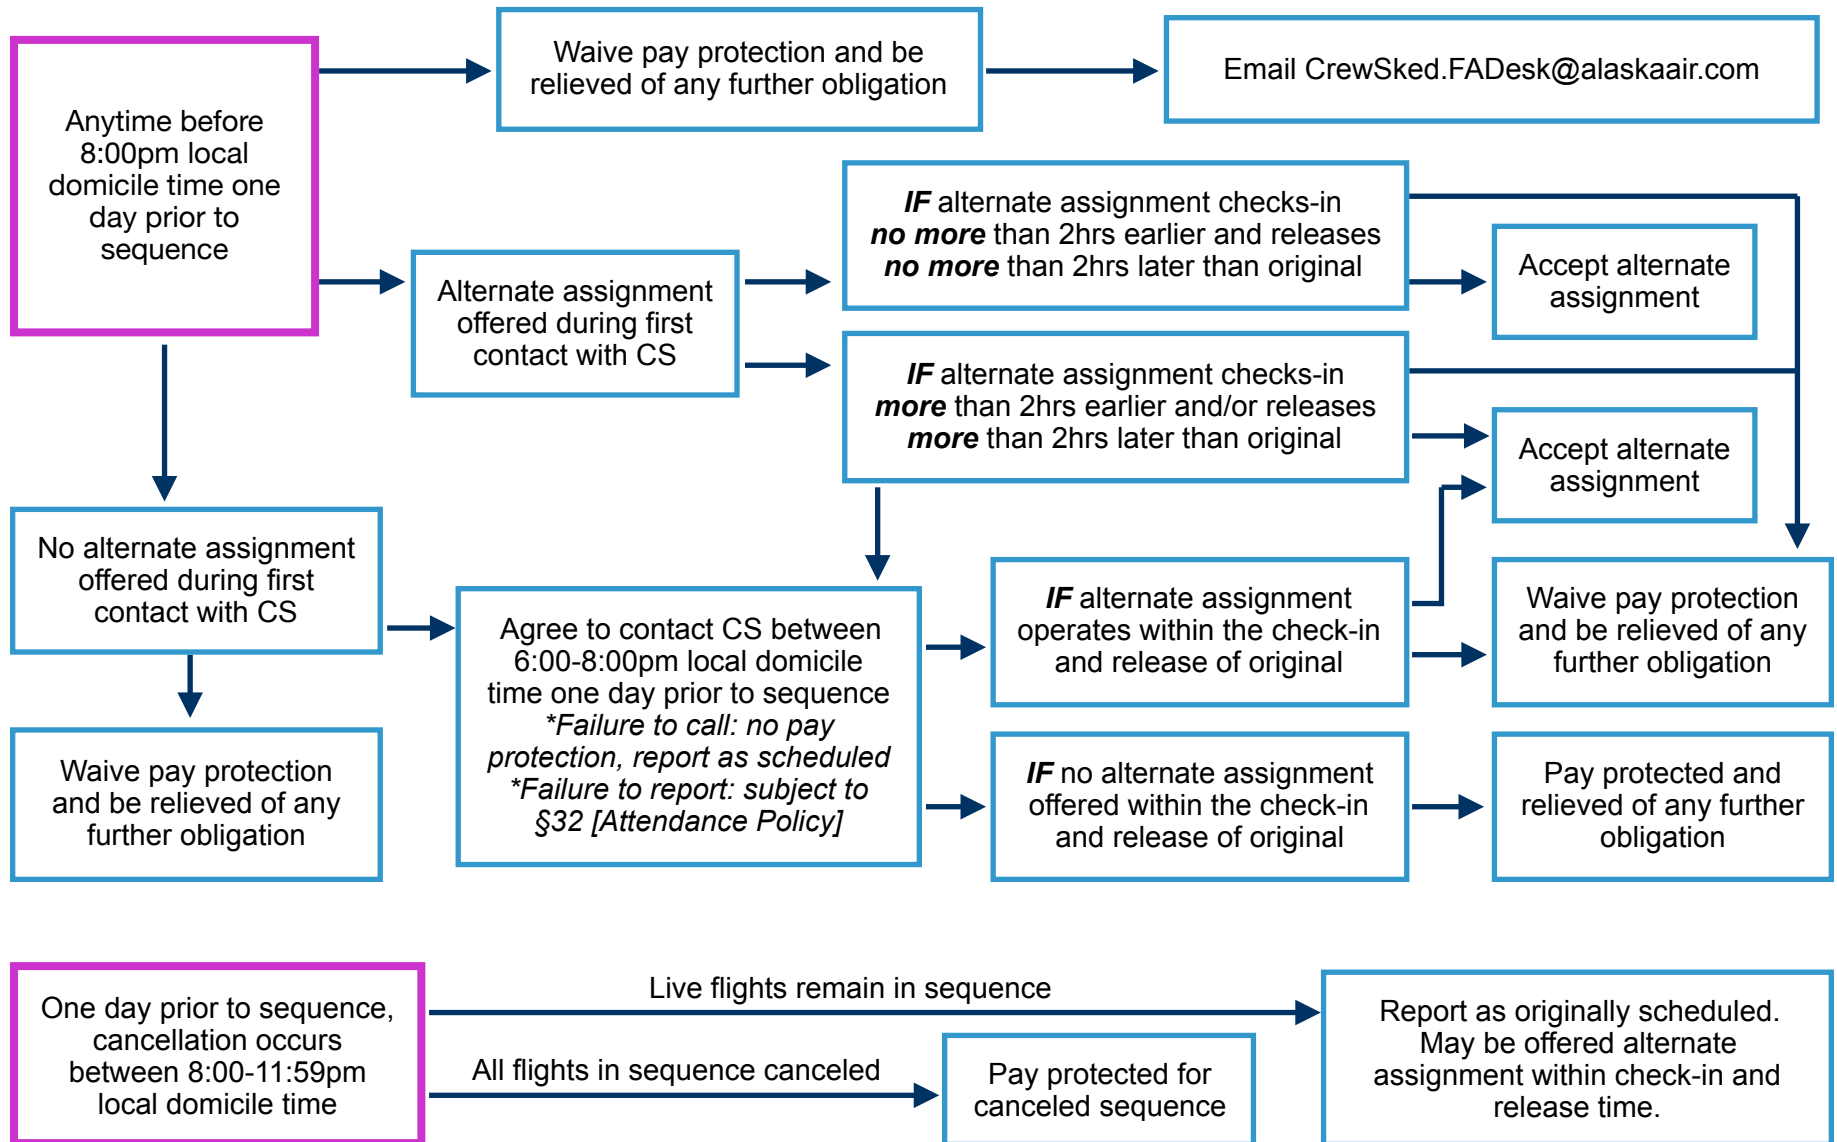 Anytime before
8:00pm local
domicile time one
day prior to
sequence
Waive pay protection and be
relieved of any further obligation
Email CrewSked.FADesk@alaskaair.com
Alternate assignment
offered during first
contact with CS
IF alternate assignment checks-in
no more than 2hrs earlier and releases
no more than 2hrs later than original
Accept alternate
assignment
IF alternate assignment checks-in
more than 2hrs earlier and/or releases
more than 2hrs later than original
Accept alternate
assignment
No alternate assignment
offered during first
contact with CS
Waive pay protection
and be relieved of any
further obligation
Agree to contact CS between
6:00-8:00pm local domicile
time one day prior to sequence
*Failure to call: no pay
protection, report as scheduled
*Failure to report: subject to
§32 [Attendance Policy]
IF alternate assignment
operates within the check-in
and release of original
Waive pay protection
and be relieved of any
further obligation
IF no alternate assignment
offered within the check-in
and release of original
Pay protected and
relieved of any further
obligation
One day prior to sequence,
cancellation occurs
between 8:00-11:59pm
local domicile time
Live flights remain in sequence
Report as originally scheduled.
May be offered alternate
assignment within check-in and
release time.
All flights in sequence canceled
Pay protected for
canceled sequence